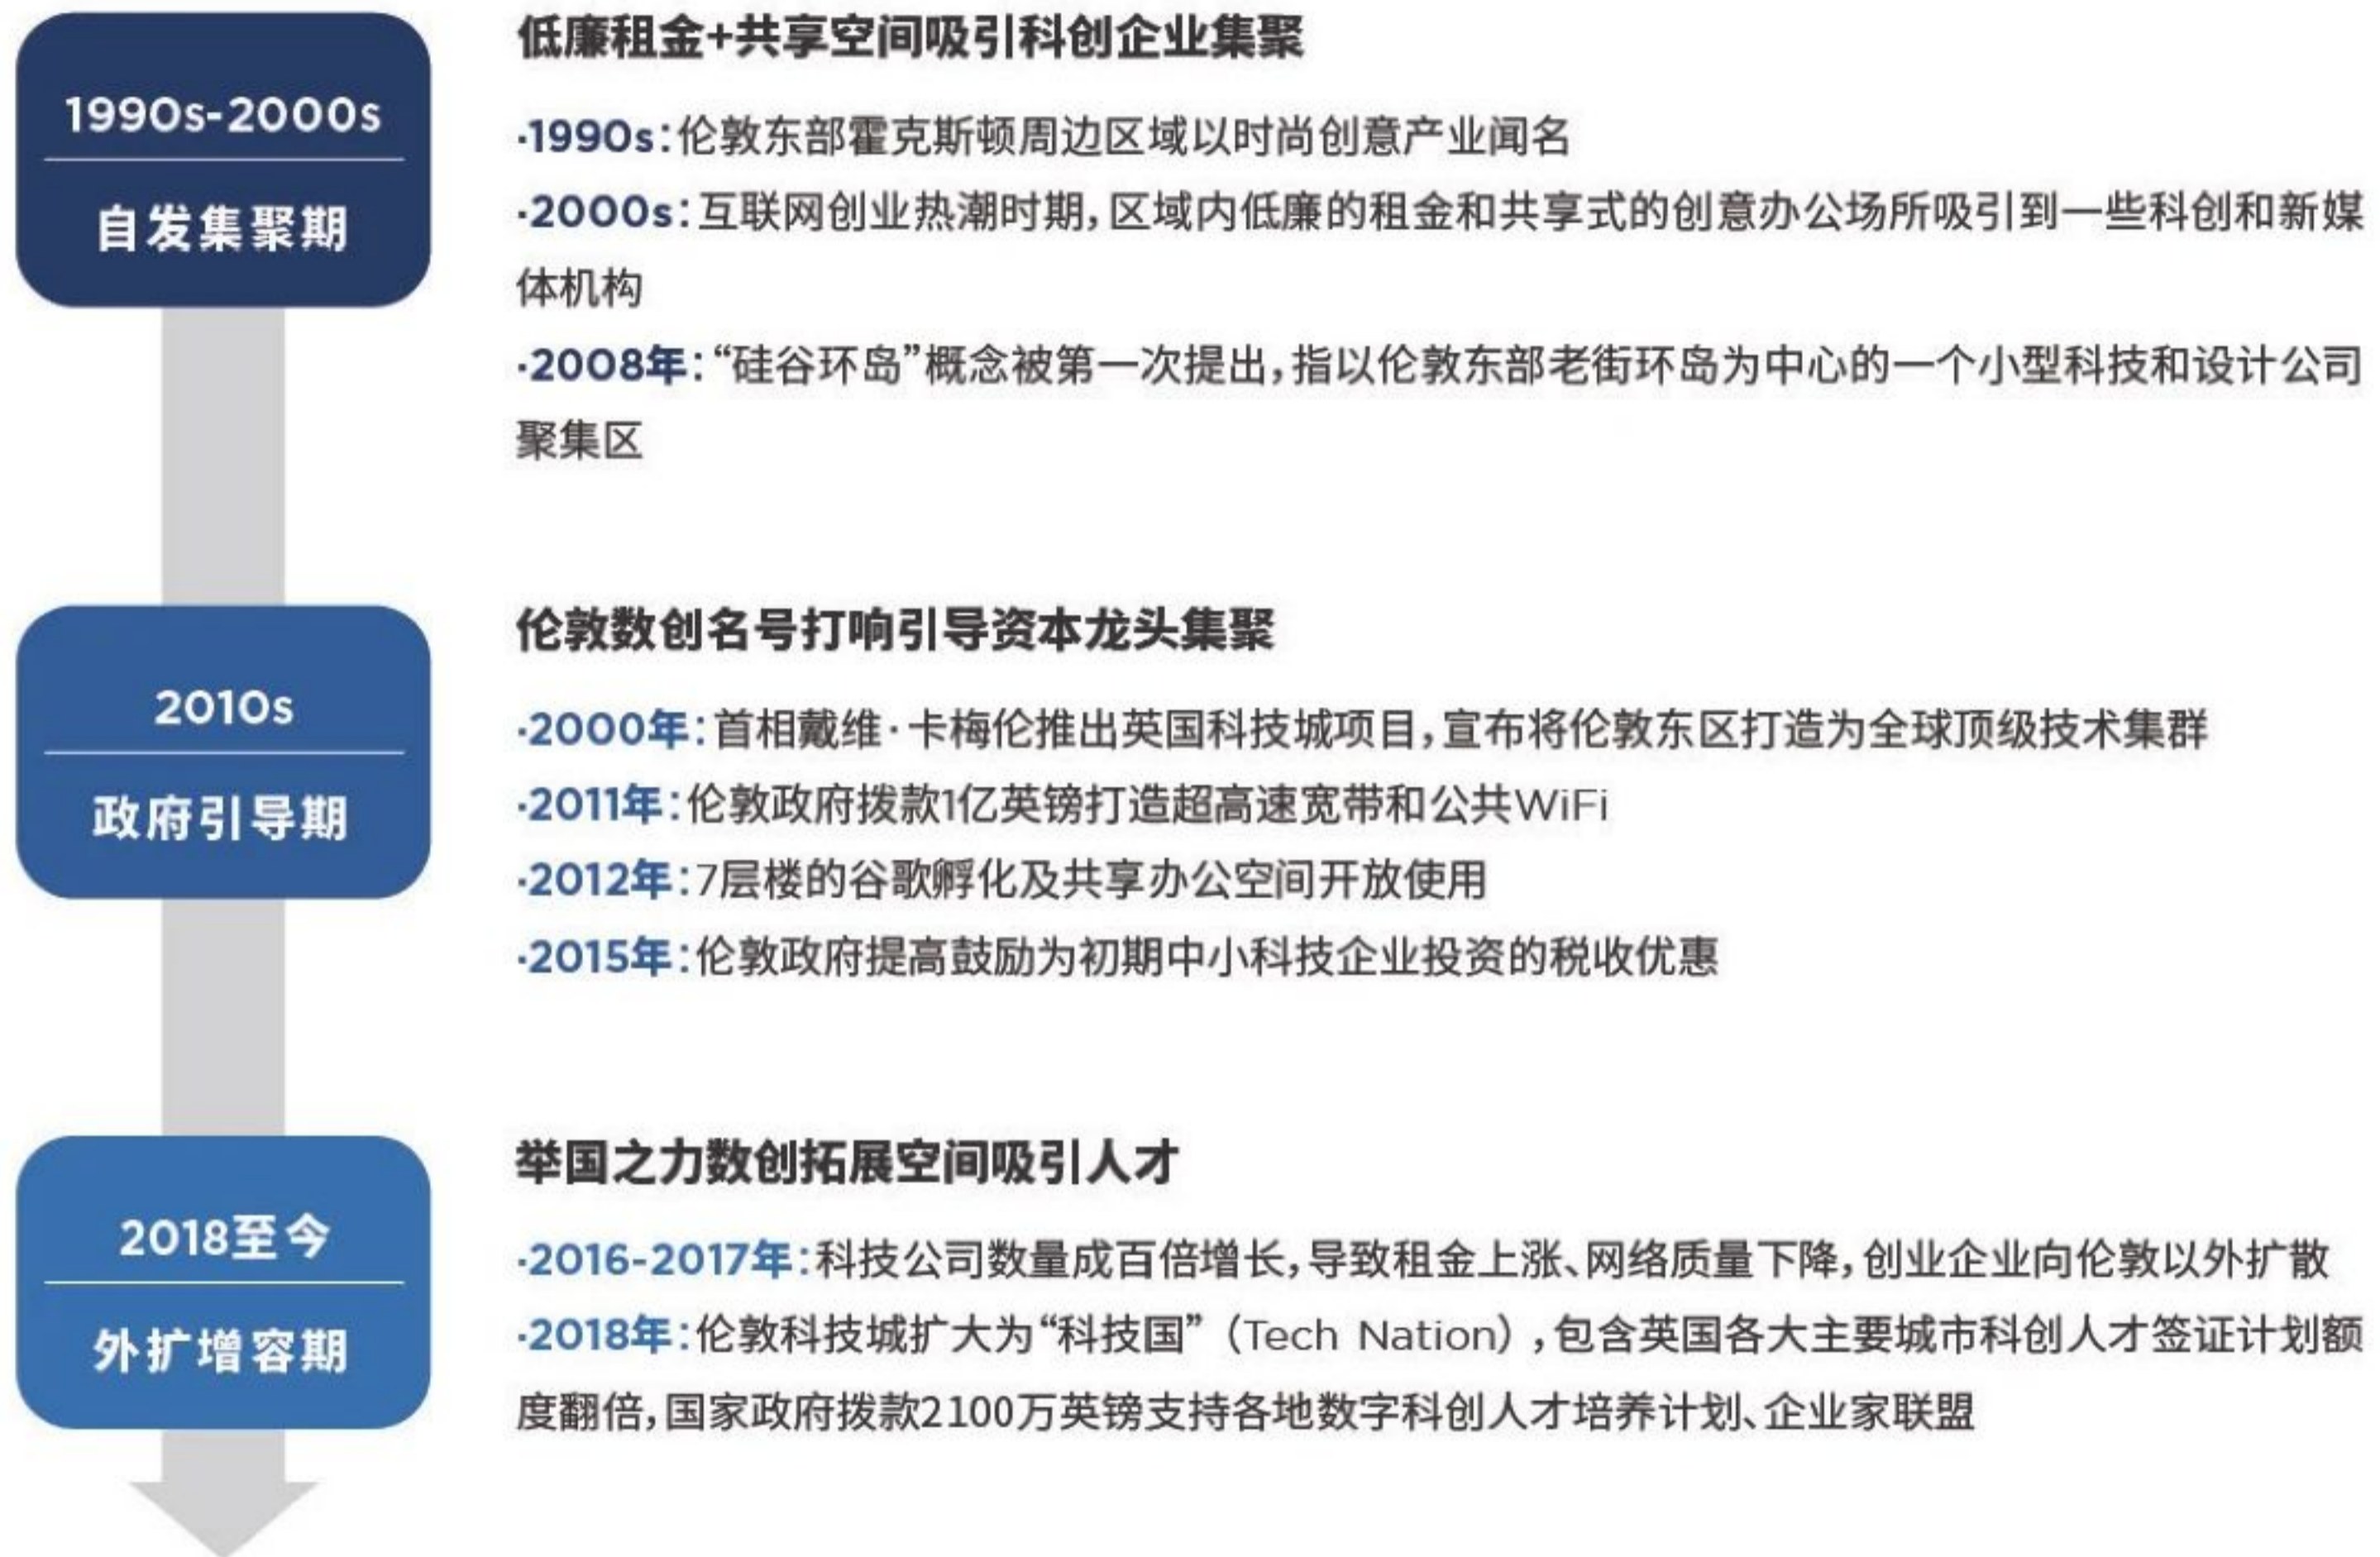 1990s-2000s
自发集聚期
低廉租金+共享空间吸引科创企业集聚
·1990s：伦敦东部霍克斯顿周边区域以时尚创意产业闻名
·2000s：互联网创业热潮时期，区域内低廉的租金和共享式的创意办公场所吸引到一些科创和新媒
体机构
·2008年：“硅谷环岛”概念被第一次提出，指以伦敦东部老街环岛为中心的一个小型科技和设计公司
聚集区
2010s
政府引导期
伦敦数创名号打响引导资本龙头集聚
·2000年：首相戴维·卡梅伦推出英国科技城项目，宣布将伦敦东区打造为全球顶级技术集群
·2011年：伦敦政府拨款1亿英镑打造超高速宽带和公共WiFi
·2012年：7层楼的谷歌孵化及共享办公空间开放使用
·2015年：伦敦政府提高鼓励为初期中小科技企业投资的税收优惠
2018至今
外扩增容期
举国之力数创拓展空间吸引人才
·2016-2017年：科技公司数量成百倍增长，导致租金上涨、网络质量下降，创业企业向伦敦以外扩散
·2018年：伦敦科技城扩大为“科技国”（Tech Nation），包含英国各大主要城市科创人才签证计划额
度翻倍，国家政府拨款2100万英镑支持各地数字科创人才培养计划、企业家联盟